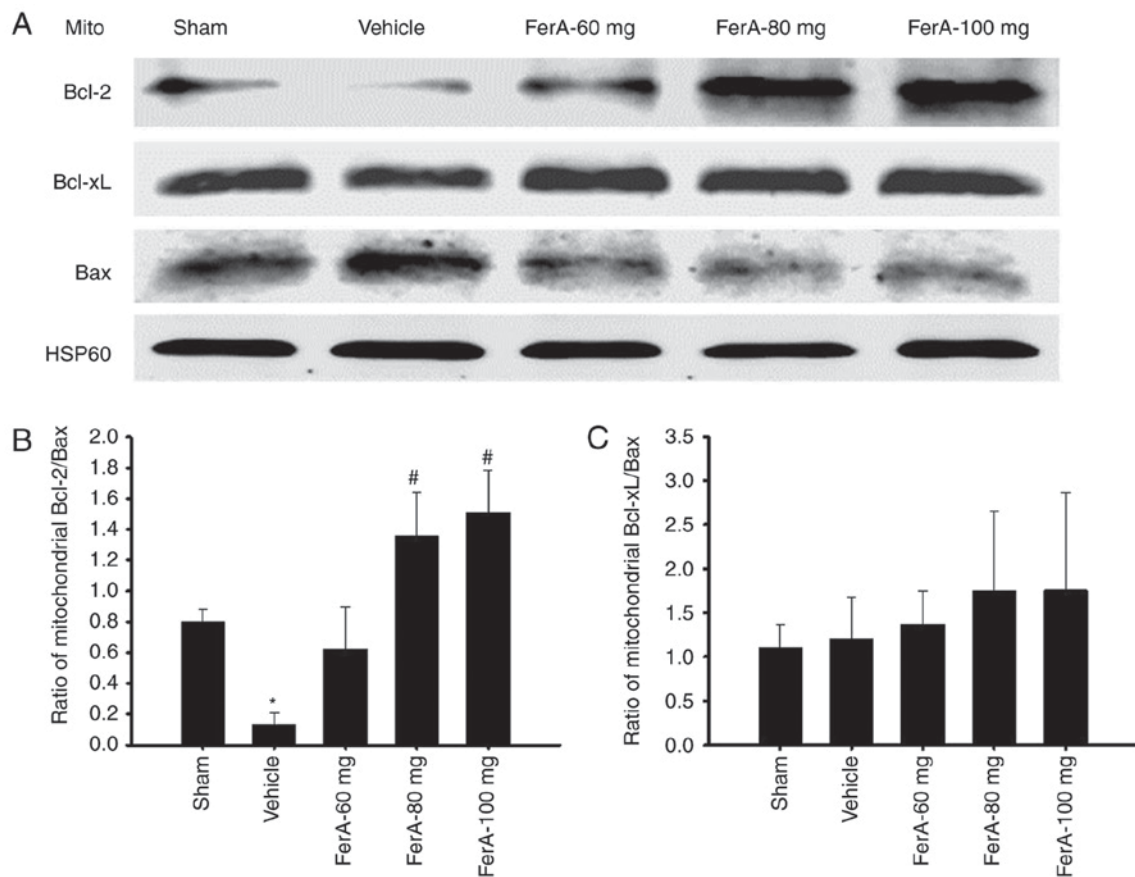 A Mito Sham Vehicle FerA-60 mg FerA-80 mg FerA-100 mg
Bcl-2
Bcl-xL
Bax
HSP60
B
Ratio of mitochondrial Bcl-2/Bax
2.0
1.8
1.6
1.4
1.2
1.0
0.8
0.6
0.4
0.2
0.0
*
#
#
Sham
Vehicle
FerA-60 mg
FerA-80 mg
FerA-100 mg
C
Ratio of mitochondrial Bcl-xL/Bax
3.5
3.0
2.5
2.0
1.5
1.0
0.5
0.0
Sham
Vehicle
FerA-60 mg
FerA-80 mg
FerA-100 mg